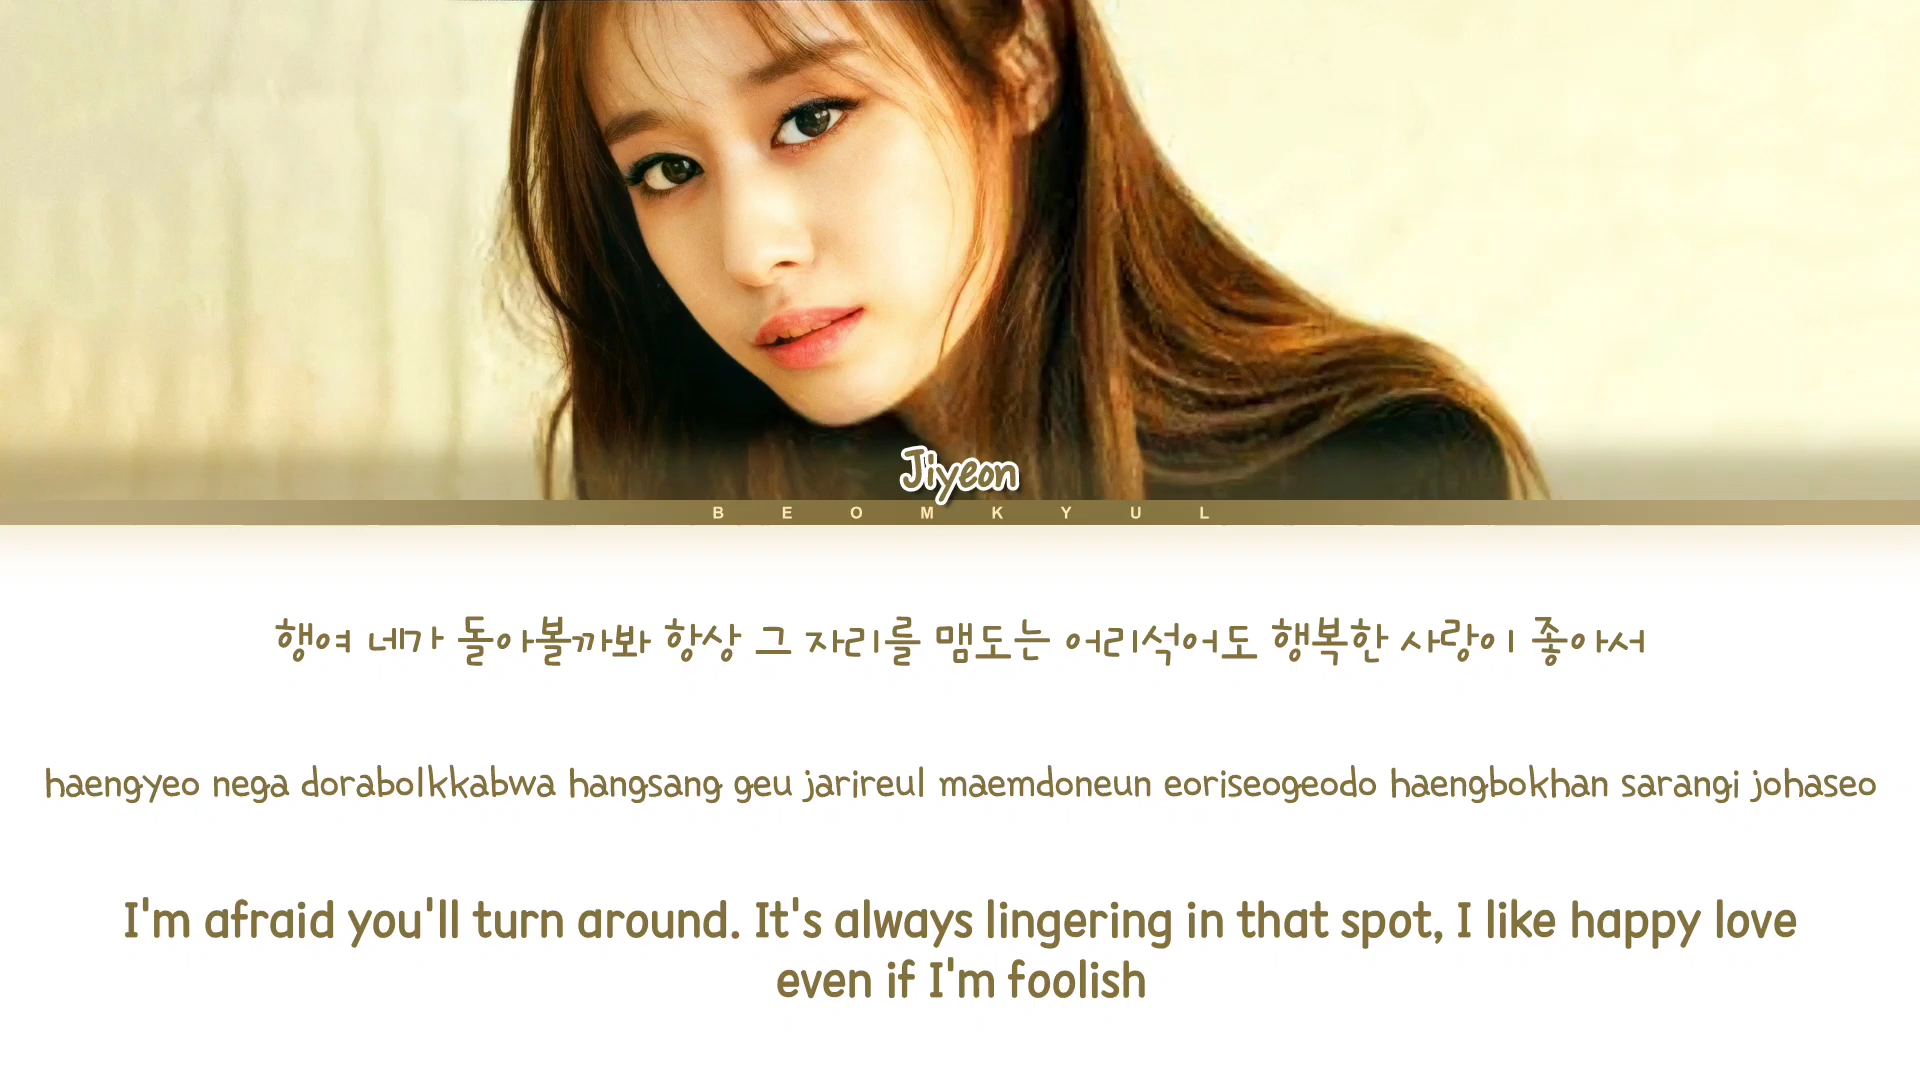 Jiyeon
BEOMKYUL
행여 네가 돌아볼까봐 항상 그 자리를 맴도는 어리석어도 행복한 사랑이 좋아서
haengyeo nega dorabolkkabwa hangsang geu jarireul maemdoneun eoriseogeodo haengbokhan sarangi johaseo
I'm afraid you'll turn around. It's always lingering in that spot, I like happy love
even if I'm foolish